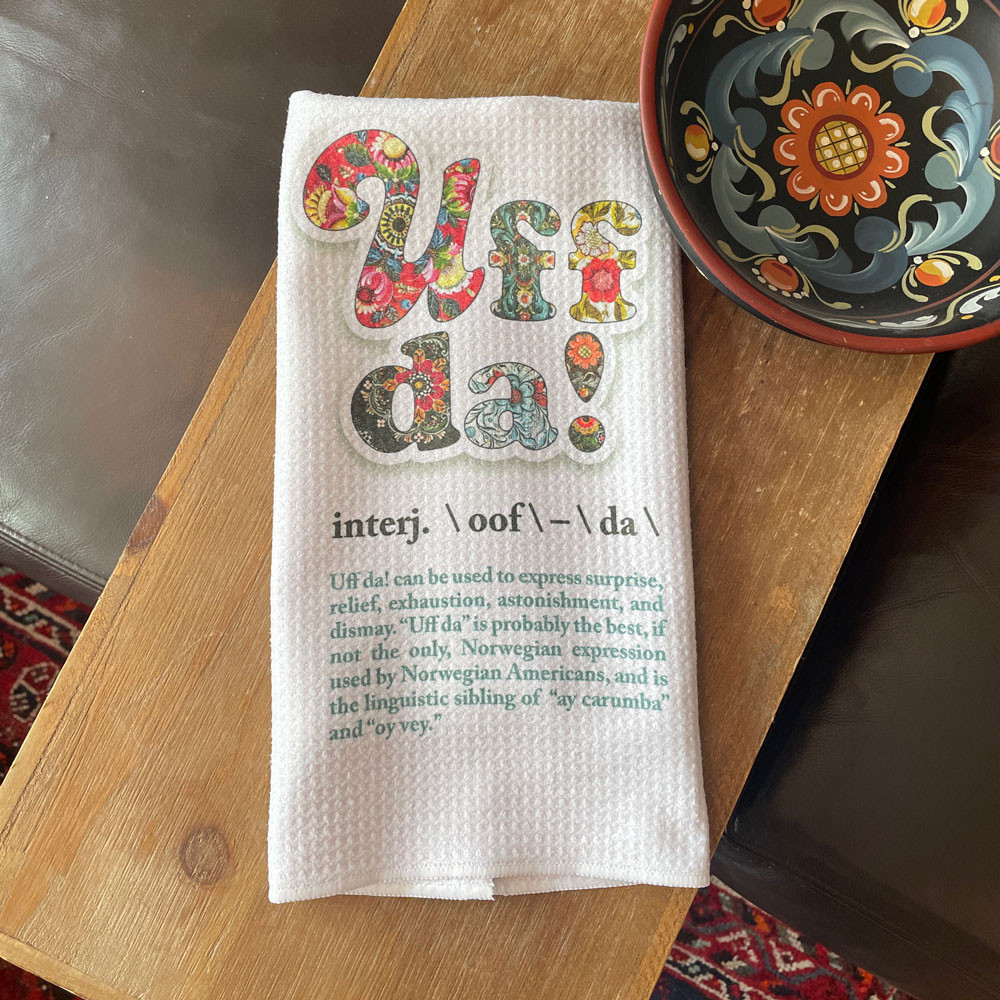 Uff
da!
interj. \ oof \ – \ da \
Uff da! can be used to express surprise,
relief, exhaustion, astonishment, and
dismay. “Uff da” is probably the best, if
not the only, Norwegian expression
used by Norwegian Americans, and is
the linguistic sibling of “ay carumba”
and “oy vey.”